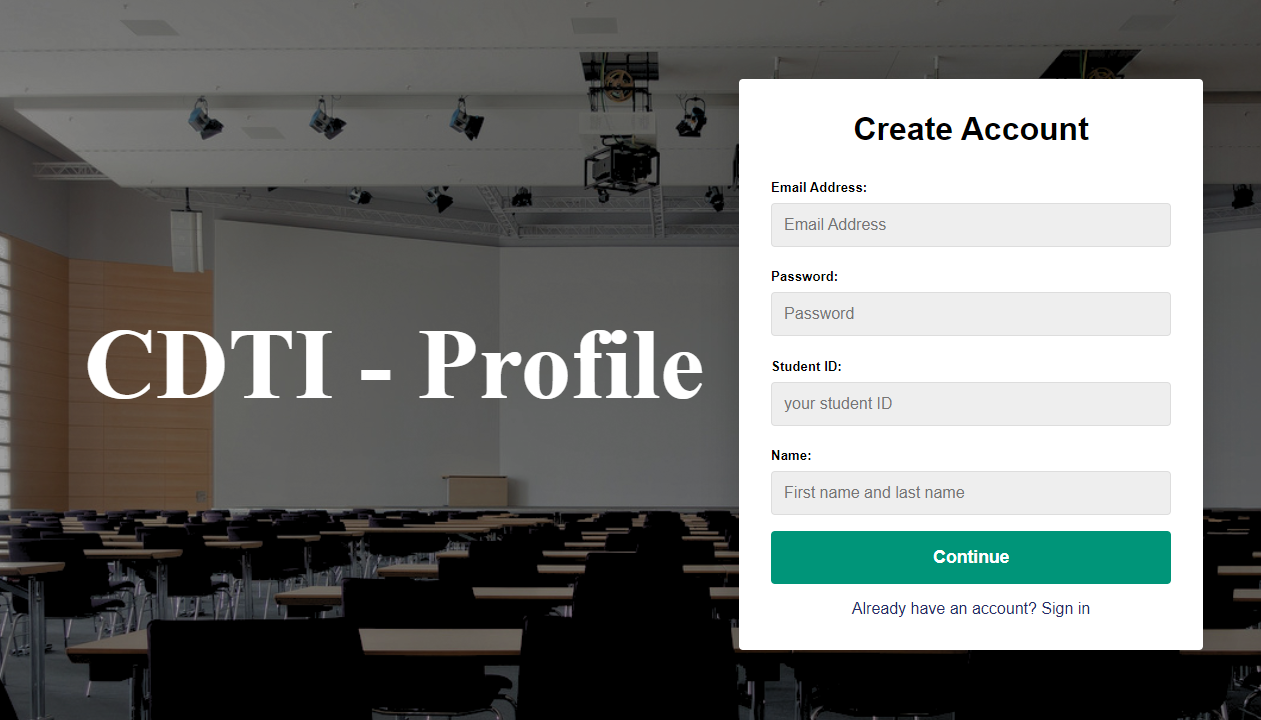 CDTI - Profile
Create Account
Email Address:
Email Address
Password:
Password
Student ID:
your student ID
Name:
First name and last name
Continue
Already have an account? Sign in